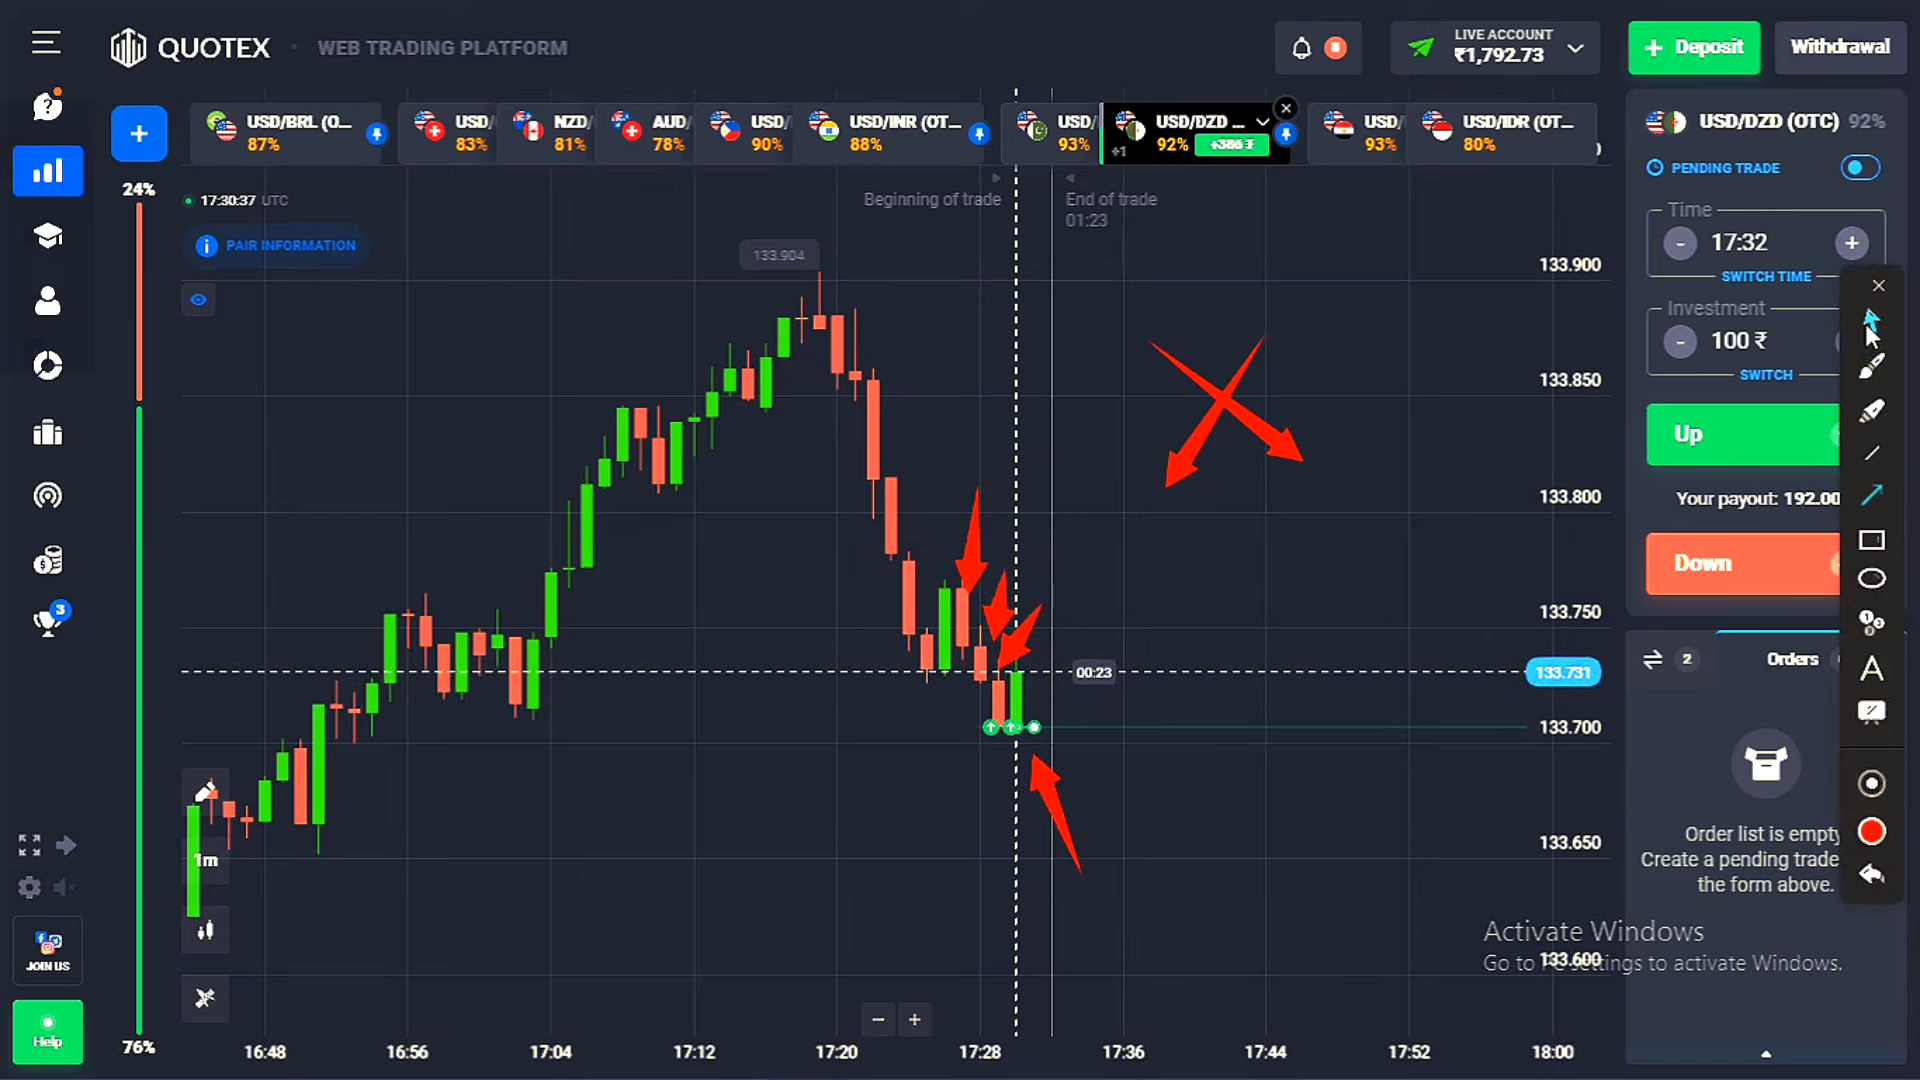 QUOTEX
WEB TRADING PLATFORM
LIVE ACCOUNT
₹1,792.73
+ Deposit
Withdrawal
USD/BRL (O...
87%
USD/
83%
NZD/
81%
AUD/
78%
USD/
90%
USD/INR (OT...
88%
USD/
93%
USD/DZD ...
+1
92%
+386 ₹
USD/
93%
USD/IDR (OT...
80%
USD/DZD (OTC) 92%
PENDING TRADE
Time
- 17:32 +
SWITCH TIME
Investment
- 100 ₹
SWITCH
Up
Your payout: 192.00
Down
2
Orders
Order list is empty
Create a pending trade
the form above.
24%
17:30:37 UTC
PAIR INFORMATION
Beginning of trade
End of trade
01:23
133.904
133.900
133.850
133.800
133.750
00:23
133.731
133.700
133.650
133.600
1m
3
JOIN US
Help
76%
16:48
16:56
17:04
17:12
17:20
17:28
17:36
17:44
17:52
18:00
A
Activate Windows
Go to settings to activate Windows.